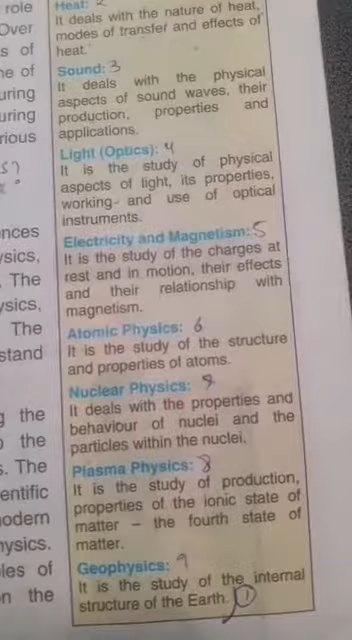 role
Over
s of
ne of
uring
uring
rious
s?
nces
ysics,
. The
ysics,
The
stand
g the
o the
s. The
entific
nodern
hysics.
les of
n the
Heat: 2
It deals with the nature of heat,
modes of transfer and effects of
heat.
Sound: 3
It deals with the physical
aspects of sound waves, their
production, properties and
applications.
Light (Optics): 4
It is the study of physical
aspects of light, its properties,
working and use of optical
instruments.
Electricity and Magnetism: 5
It is the study of the charges at
rest and in motion, their effects
and their relationship with
magnetism.
Atomic Physics: 6
It is the study of the structure
and properties of atoms.
Nuclear Physics:
It deals with the properties and
behaviour of nuclei and the
particles within the nuclei.
Plasma Physics: 8
It is the study of production,
properties of the ionic state of
matter – the fourth state of
matter.
Geophysics: 9
It is the study of the internal
structure of the Earth. 1